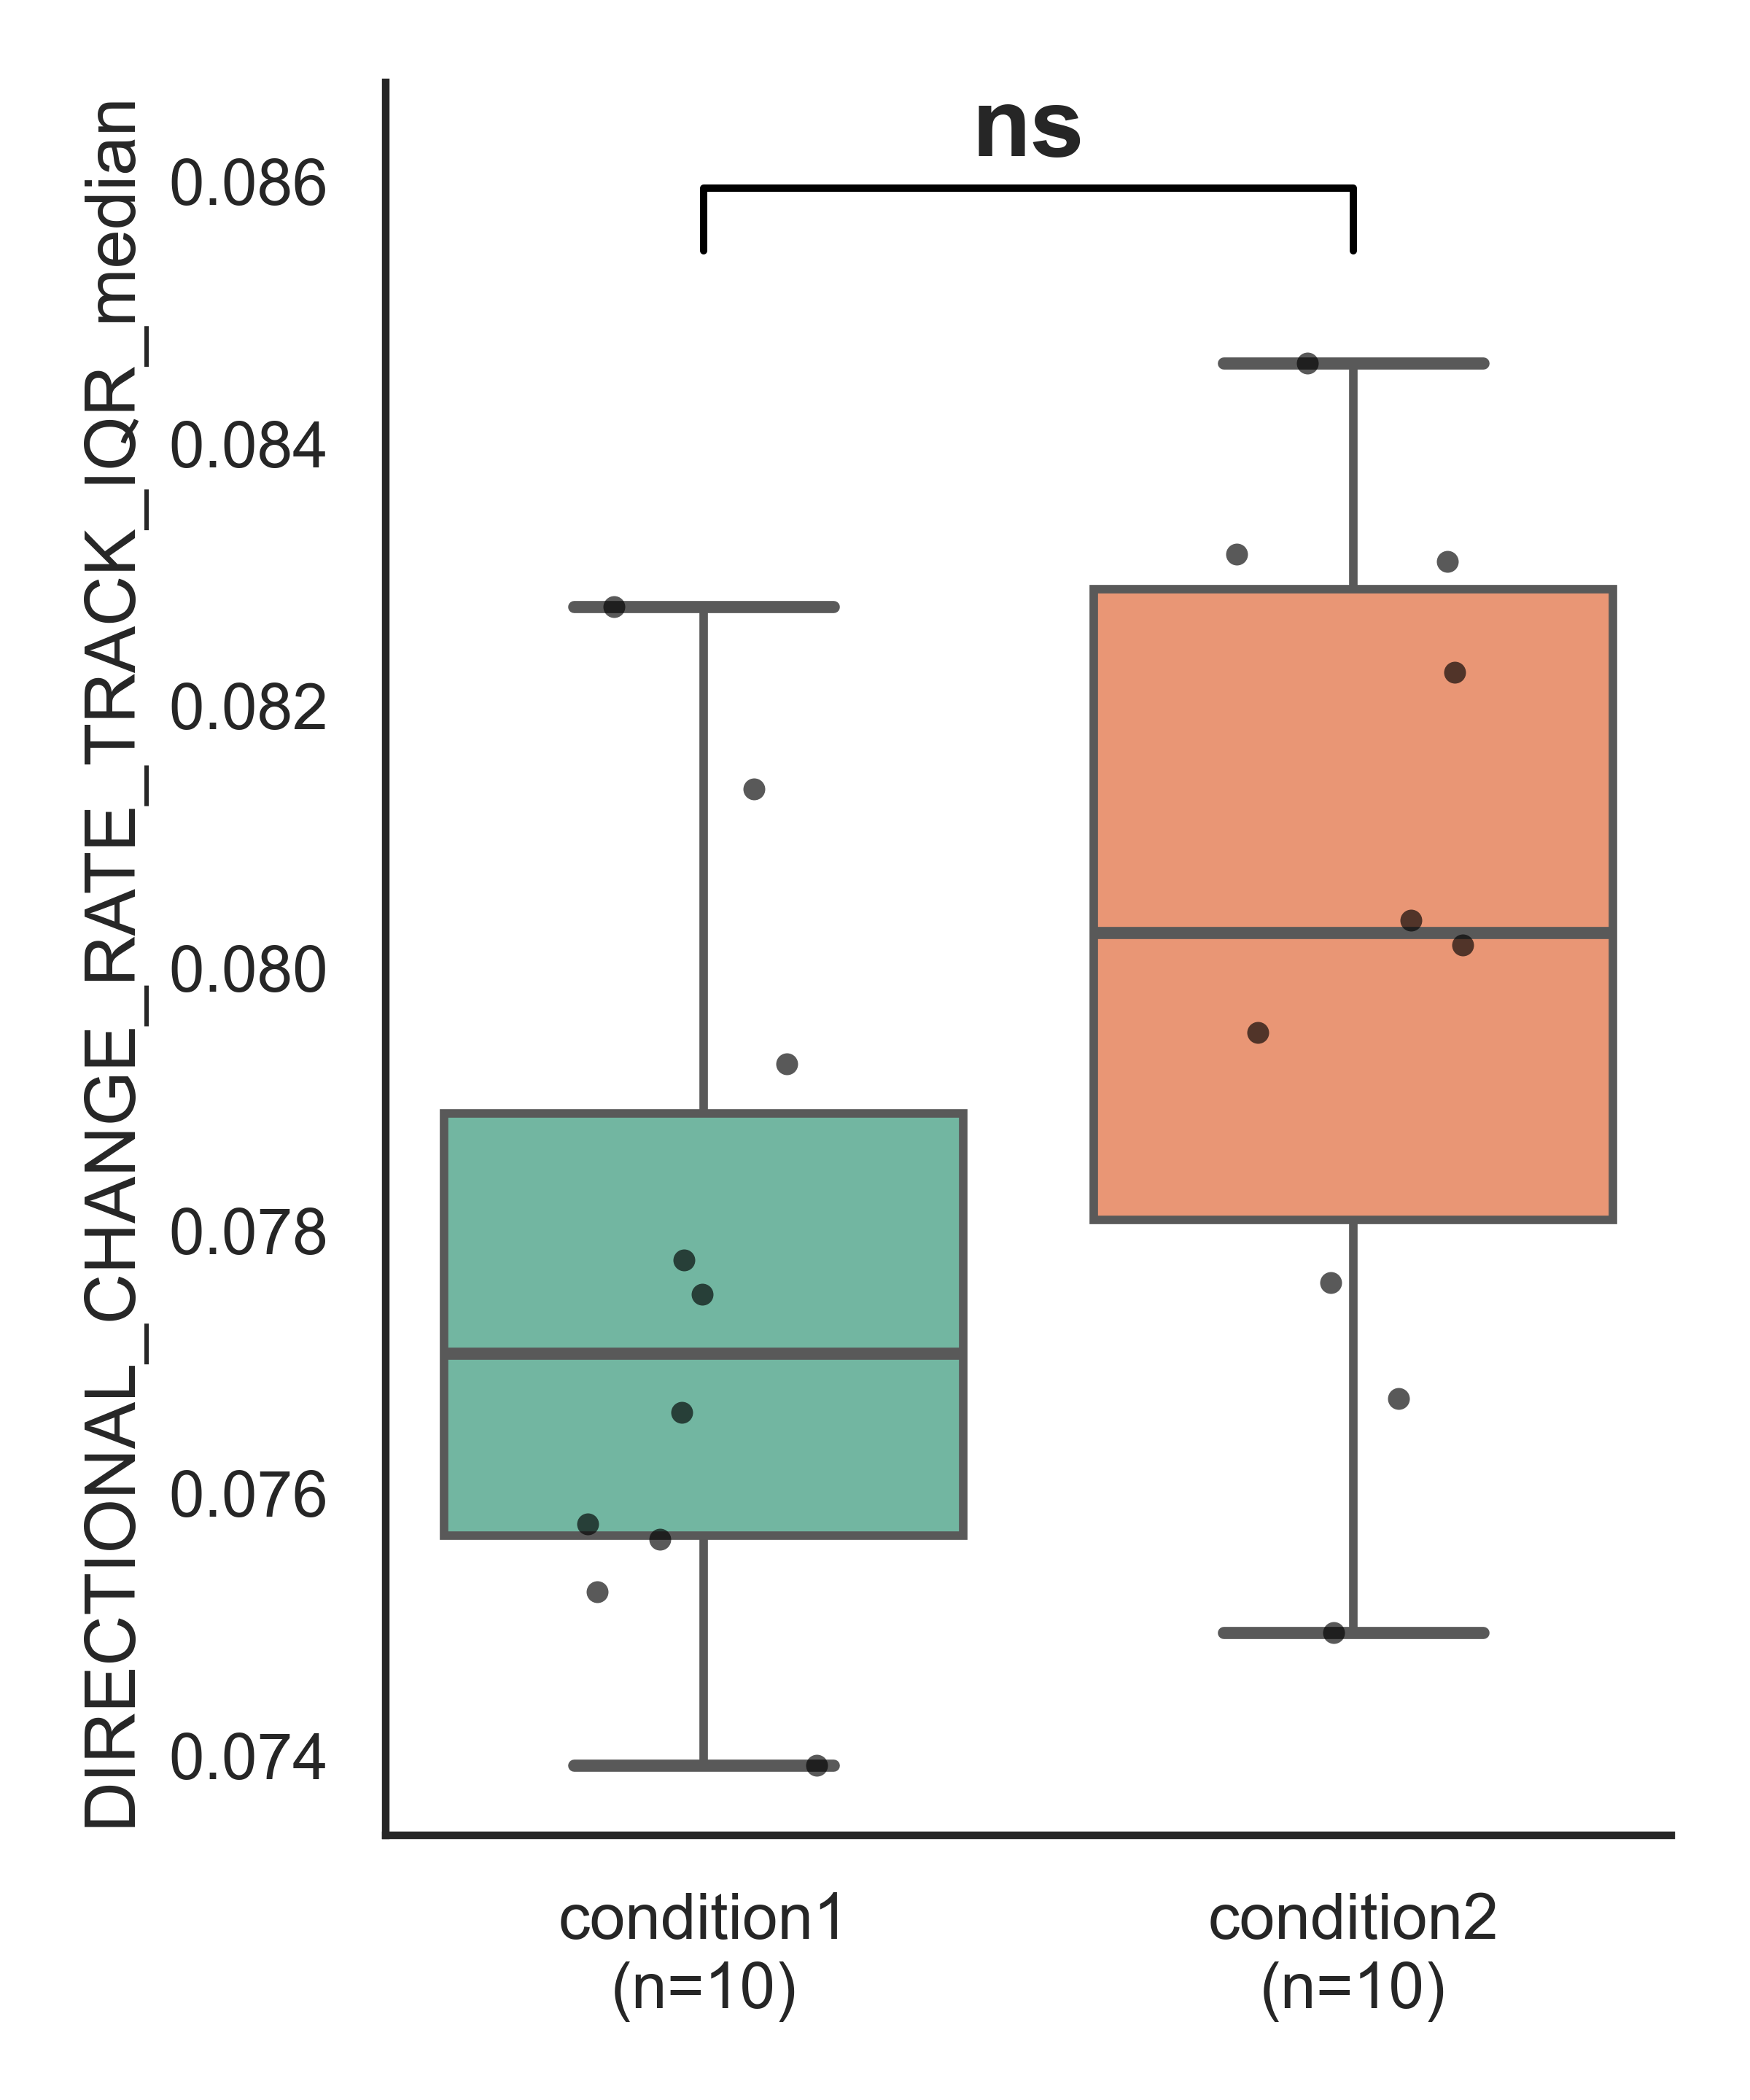 DIRECTIONAL_CHANGE_RATE_TRACK_IQR_median
ns
0.086
0.084
0.082
0.080
0.078
0.076
0.074
condition1
(n=10)
condition2
(n=10)